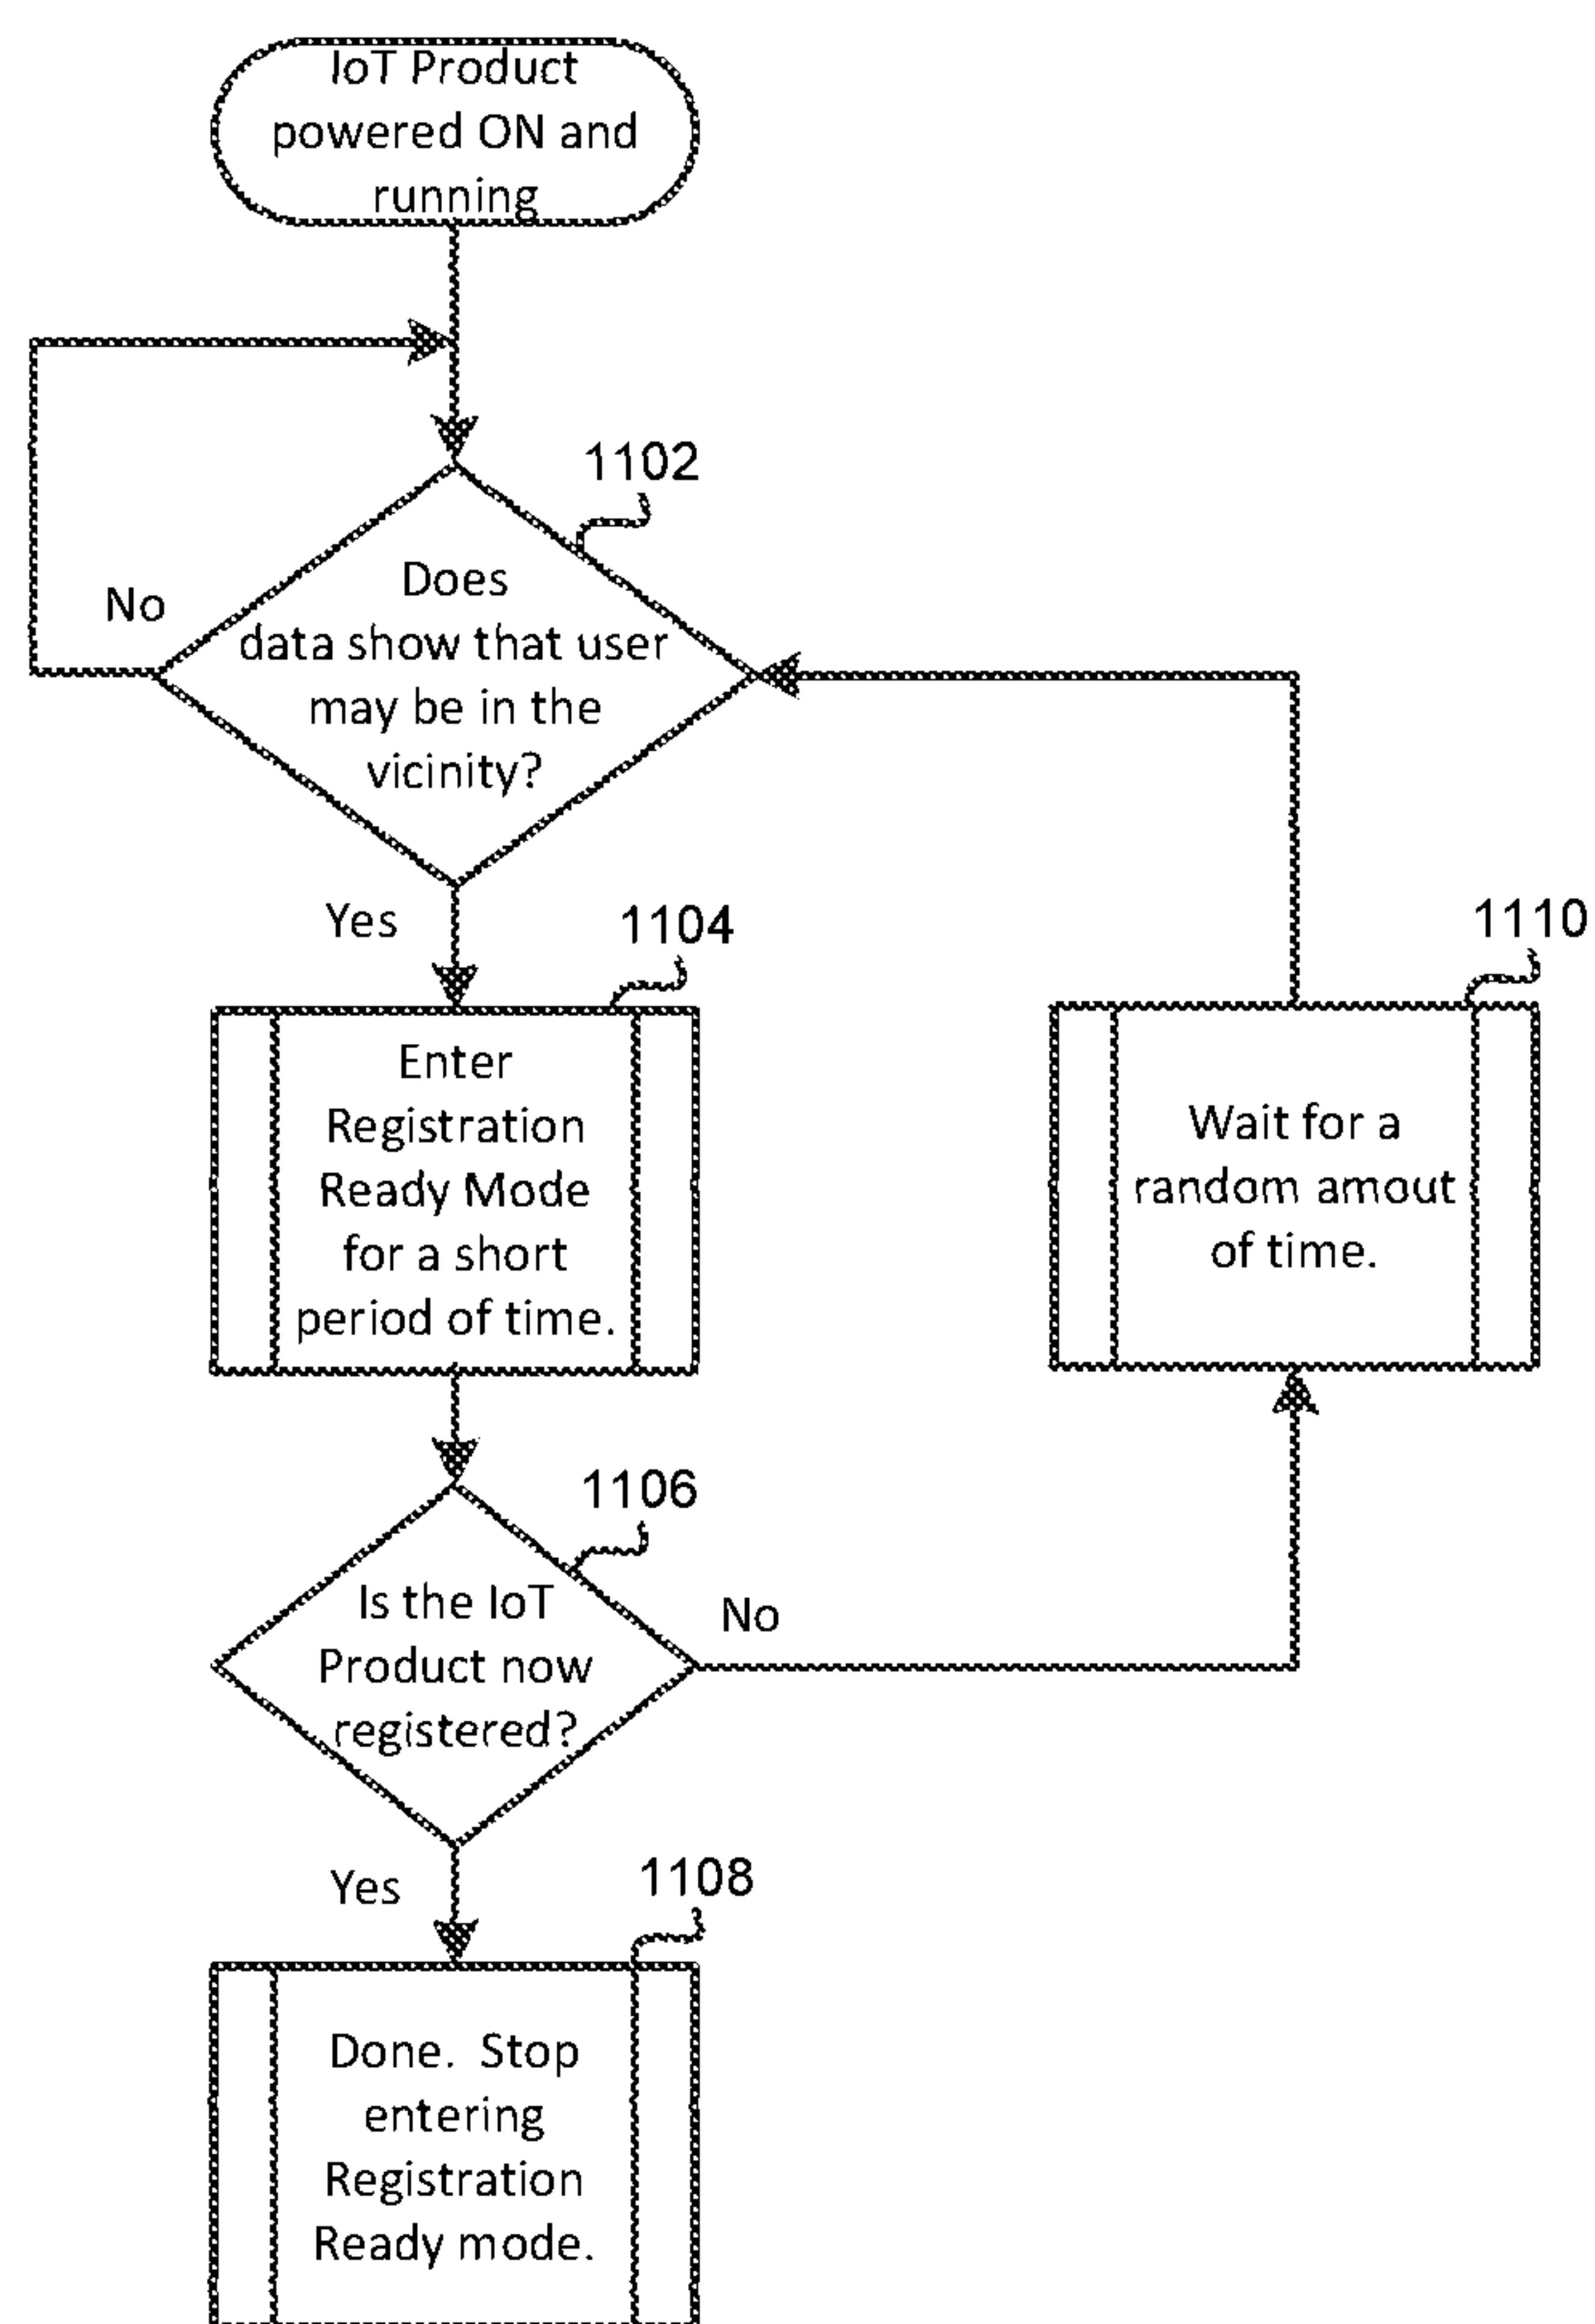 IoT Product
powered ON and
running
1102
Does
data show that user
may be in the
vicinity?
No
Yes
1104
Enter
Registration
Ready Mode
for a short
period of time.
1110
Wait for a
random amout
of time.
1106
Is the IoT
Product now
registered?
No
Yes
1108
Done. Stop
entering
Registration
Ready mode.